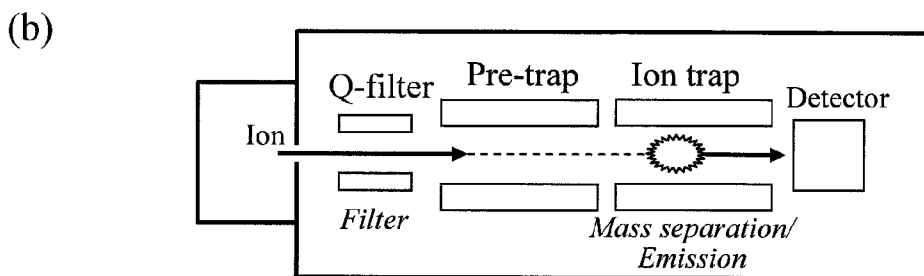 (b)
Pre-trap Ion trap
Q-filter
Detector
Ion
Filter
Mass separation/
Emission